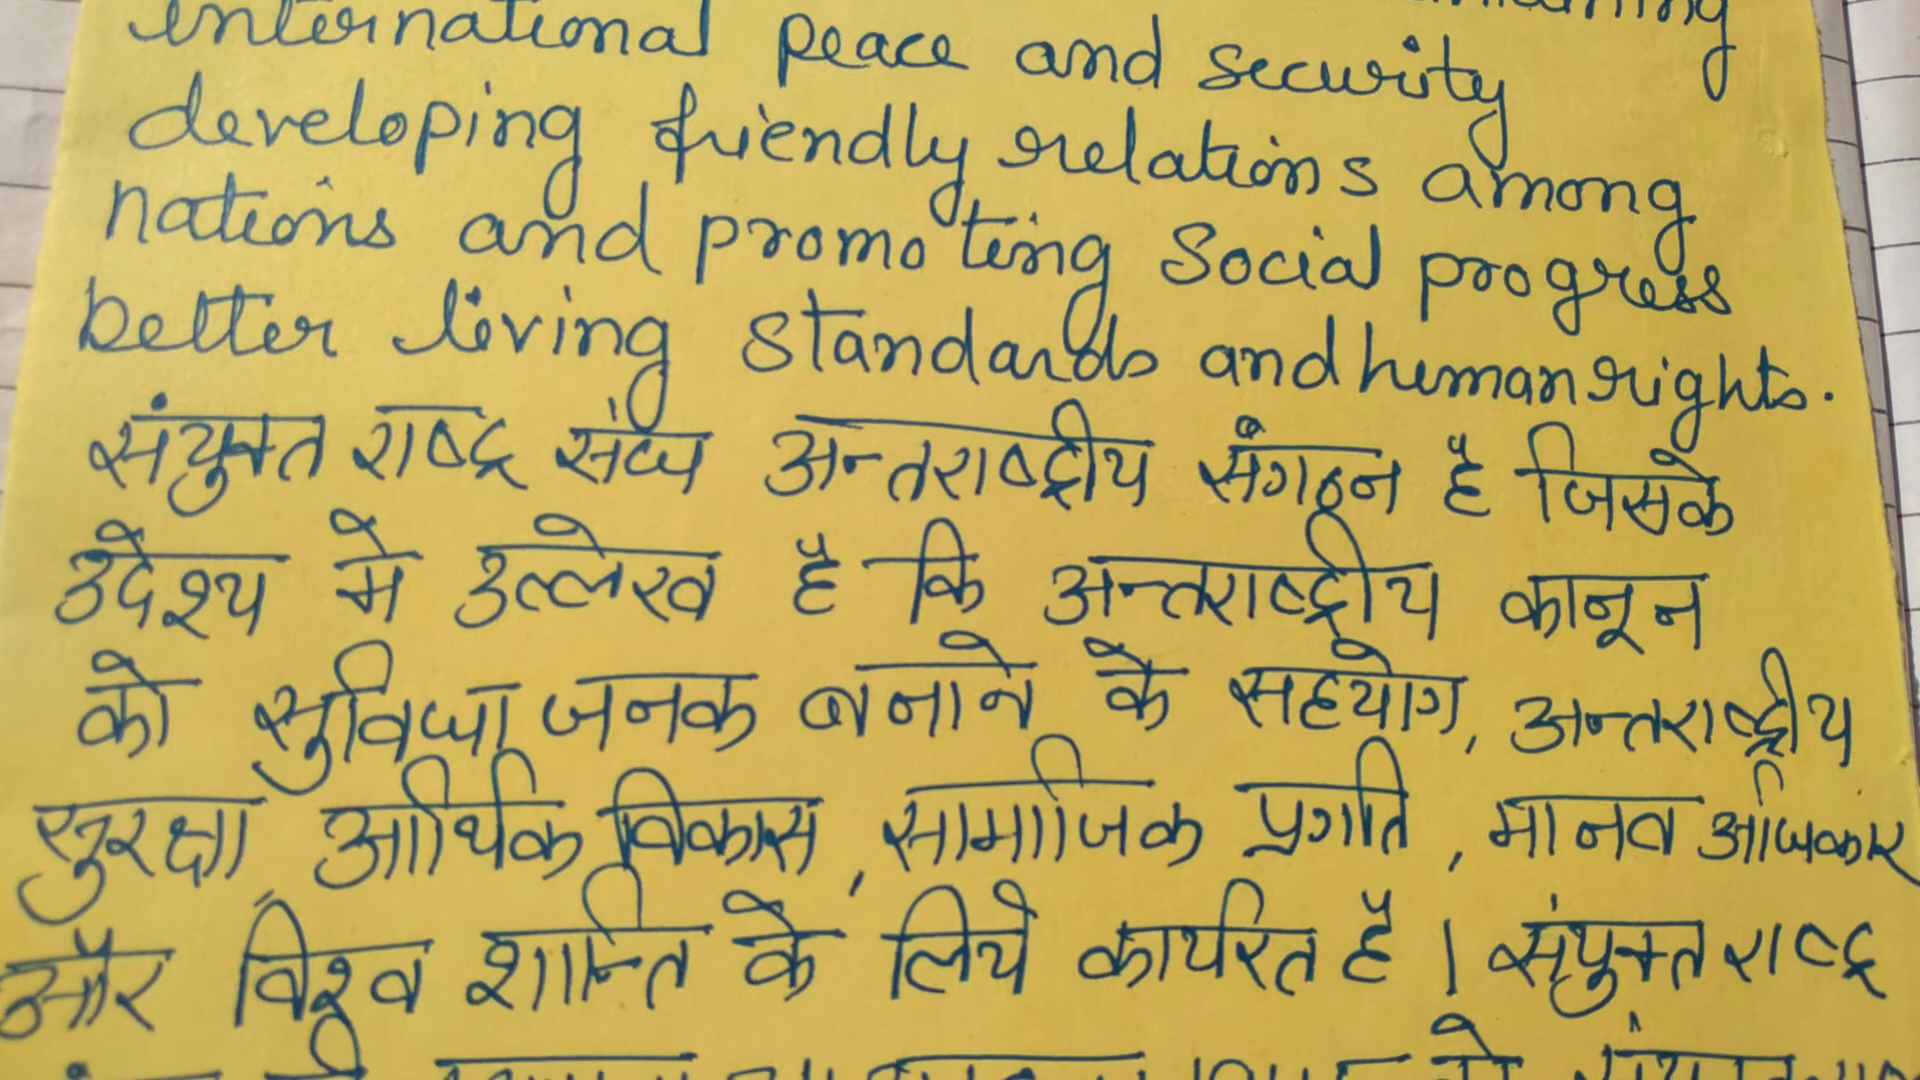 international peace and security
developing friendly relations among
nations and promoting Social progress
better living standards and human rights.
संयुक्त राष्ट्र संघ अन्तराष्ट्रीय संगठन है जिसके
उदेश्य मे उल्लेख है कि अन्तराष्ट्रीय कानून
को सुविधा जनक बनाने के सहयोग, अन्तराष्ट्रीय
सुरक्षा, आर्थिक विकास, सामाजिक प्रगति, मानव अधिकार
और विश्व शान्ति के लिये कार्यरत है । संयुक्त राष्ट्र